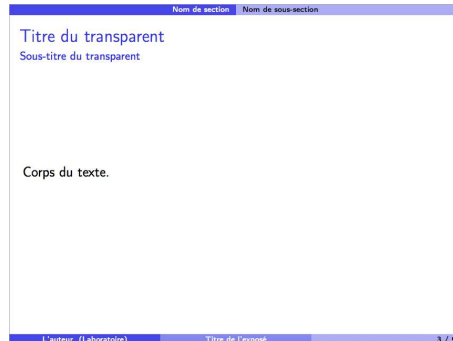 Nom de section Nom de sous-section
Titre du transparent
Sous-titre du transparent
Corps du texte.
L'auteur (Laboratoire) Titre de l'exposé 3 /